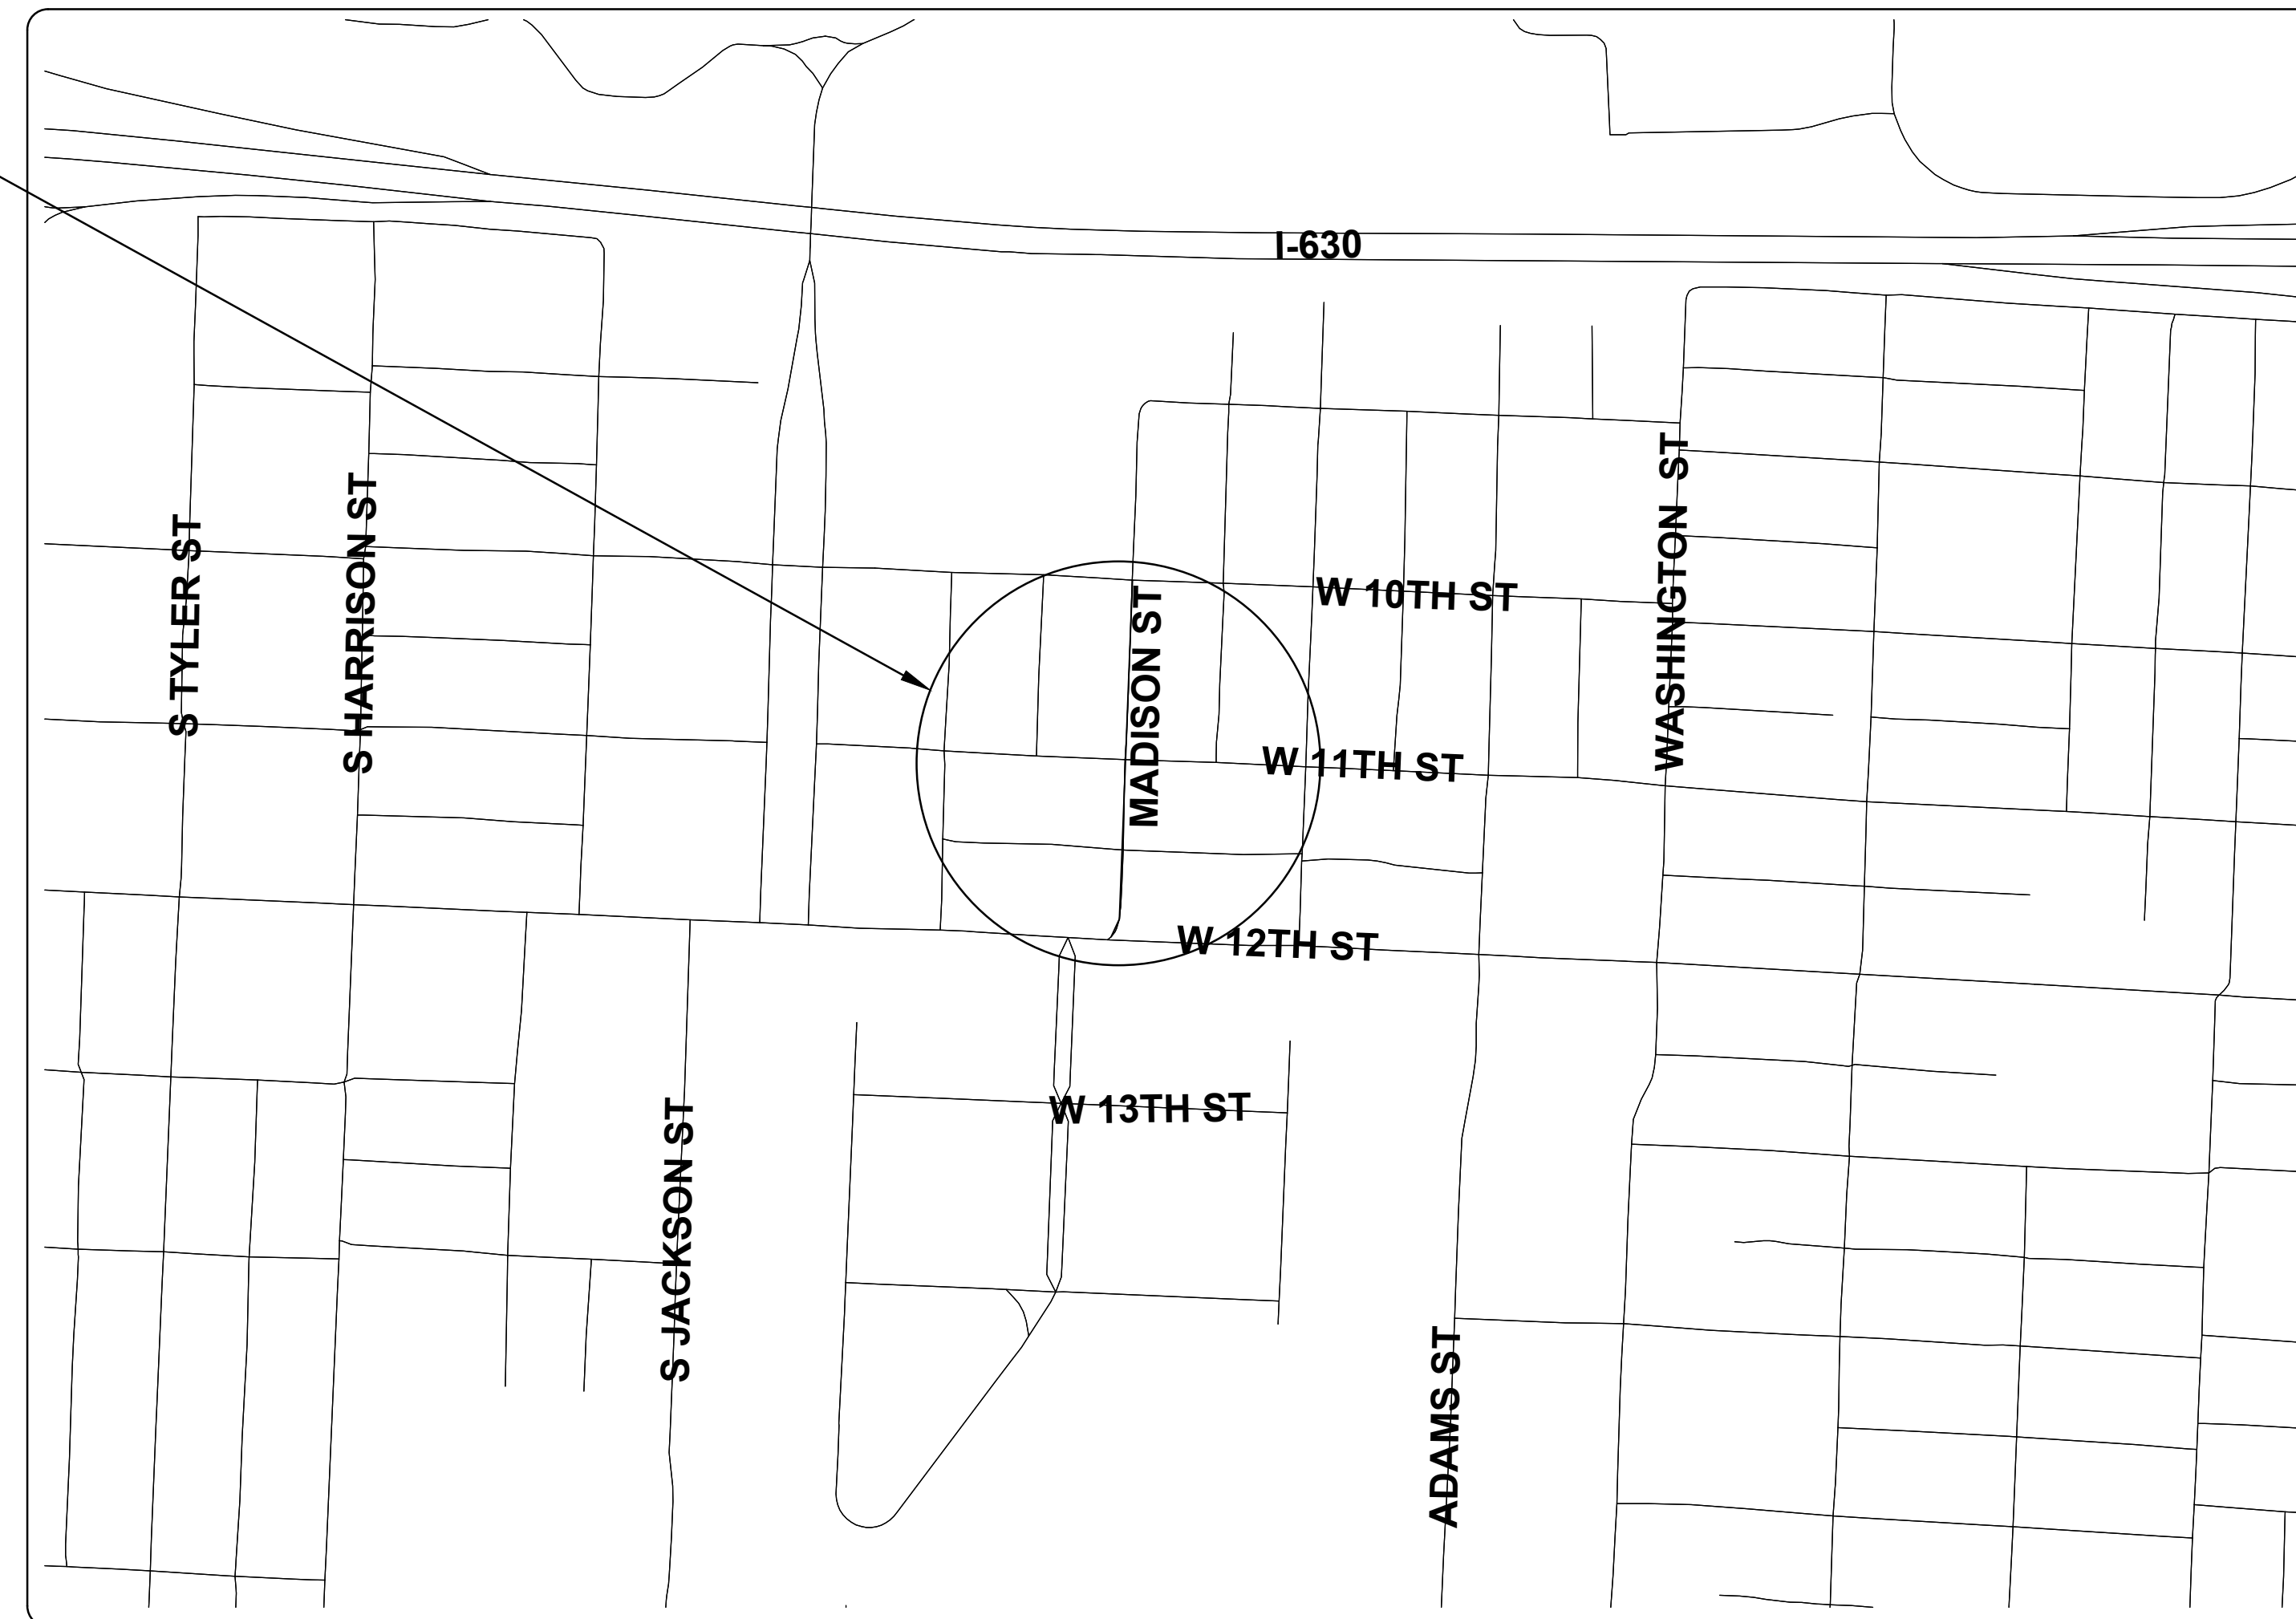 I-630
S TYLER ST
S HARRISON ST
MADISON ST
W 10TH ST
WASHINGTON ST
W 11TH ST
W 12TH ST
W 13TH ST
S JACKSON ST
ADAMS ST